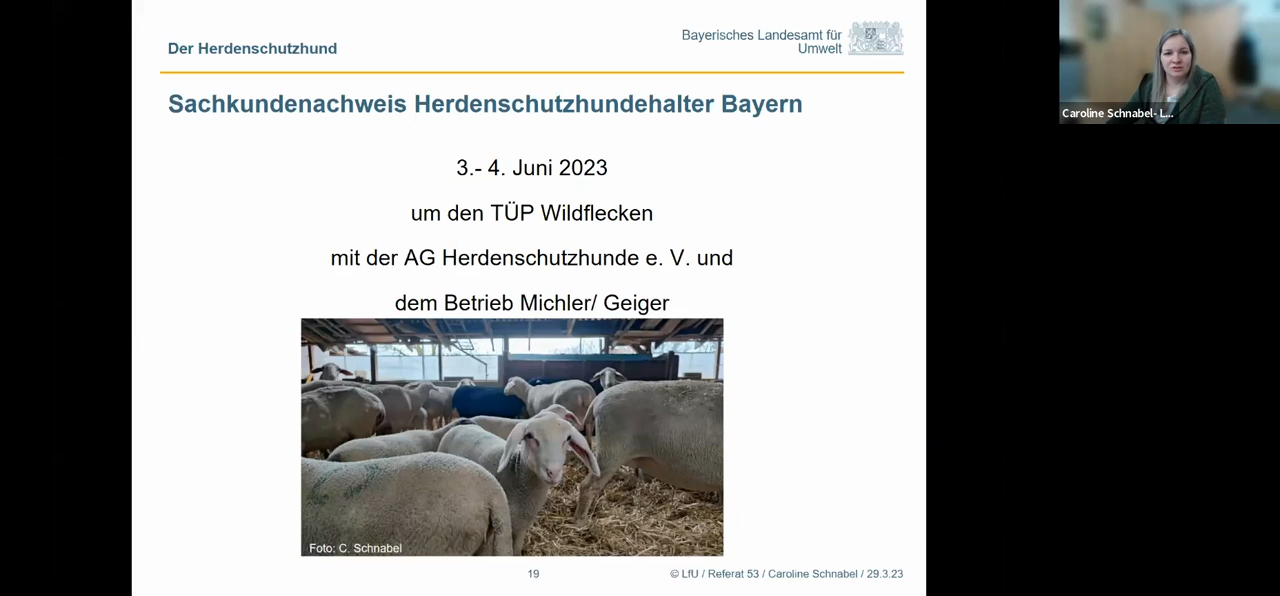 Der Herdenschutzhund
Bayerisches Landesamt für
Umwelt
Sachkundenachweis Herdenschutzhundehalter Bayern
3.- 4. Juni 2023
um den TÜP Wildflecken
mit der AG Herdenschutzhunde e. V. und
dem Betrieb Michler/ Geiger
Foto: C. Schnabel
19
© LfU / Referat 53 / Caroline Schnabel / 29.3.23
Caroline Schnabel- L...